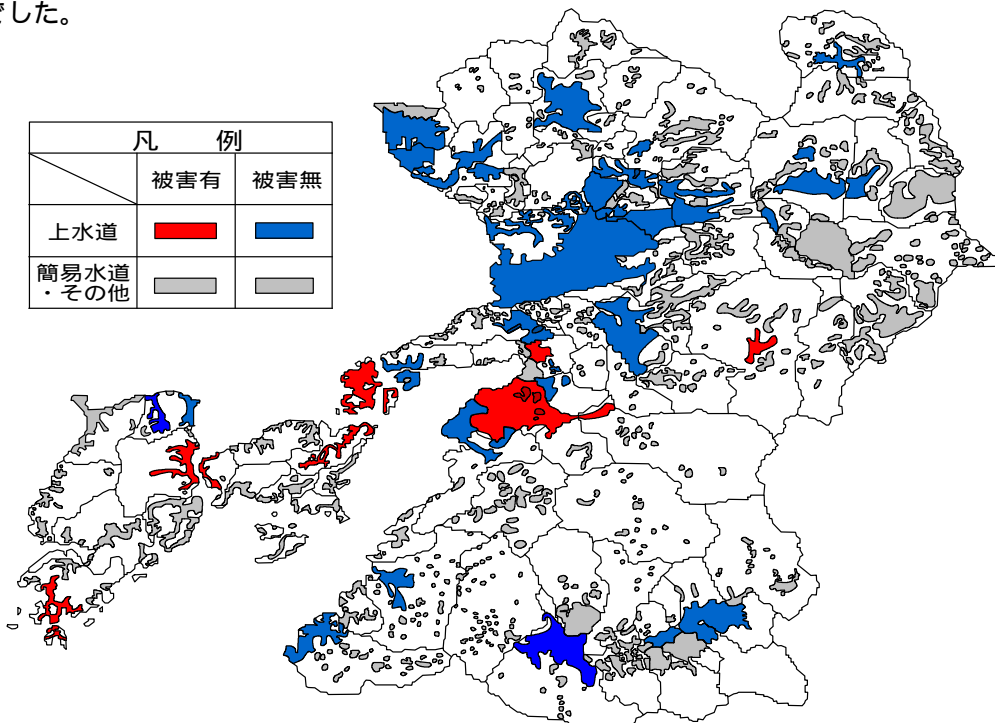 でした。
凡 例
被害有 被害無
上水道
簡易水道
・その他